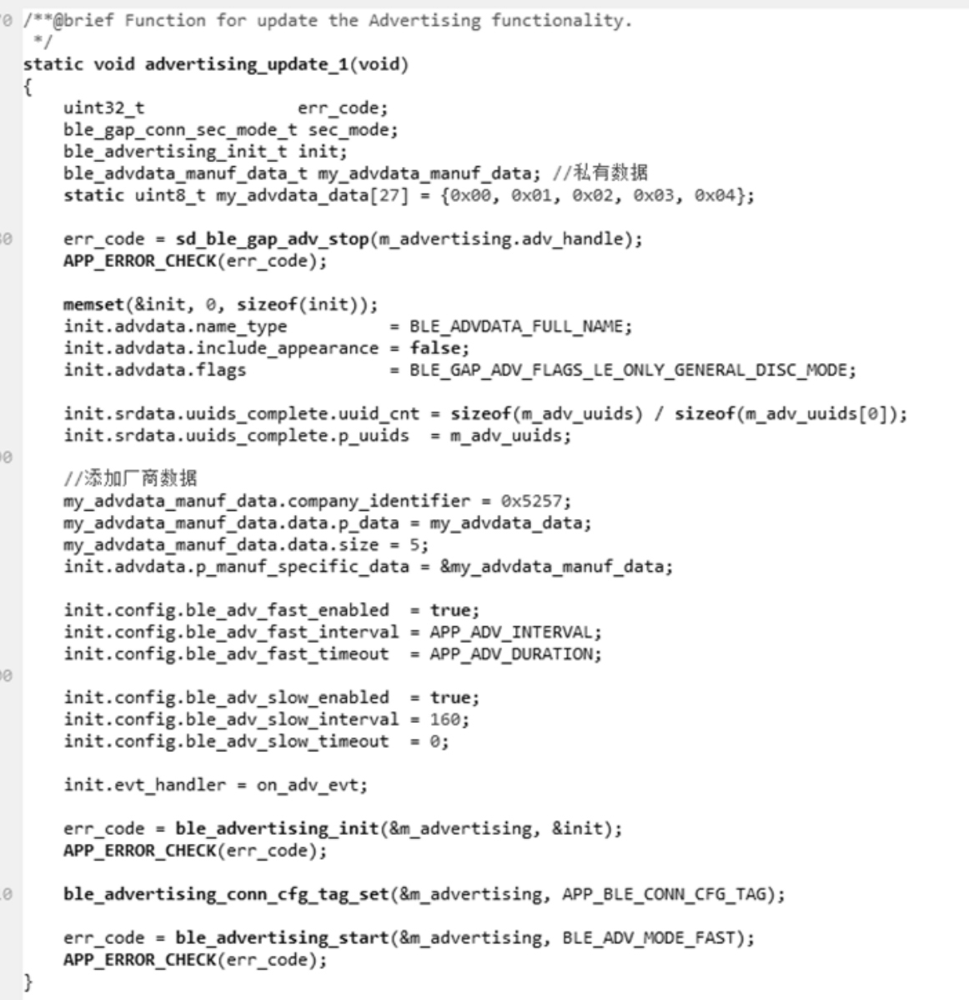 /**@brief Function for update the Advertising functionality.
 */
static void advertising_update_1(void)
{
    uint32_t               err_code;
    ble_gap_conn_sec_mode_t sec_mode;
    ble_advertising_init_t init;
    ble_advdata_manuf_data_t my_advdata_manuf_data; //私有数据
    static uint8_t my_advdata_data[27] = {0x00, 0x01, 0x02, 0x03, 0x04};

    err_code = sd_ble_gap_adv_stop(m_advertising.adv_handle);
    APP_ERROR_CHECK(err_code);

    memset(&init, 0, sizeof(init));
    init.advdata.name_type          = BLE_ADVDATA_FULL_NAME;
    init.advdata.include_appearance = false;
    init.advdata.flags              = BLE_GAP_ADV_FLAGS_LE_ONLY_GENERAL_DISC_MODE;

    init.srdata.uuids_complete.uuid_cnt = sizeof(m_adv_uuids) / sizeof(m_adv_uuids[0]);
    init.srdata.uuids_complete.p_uuids  = m_adv_uuids;

    //添加厂商数据
    my_advdata_manuf_data.company_identifier = 0x5257;
    my_advdata_manuf_data.data.p_data = my_advdata_data;
    my_advdata_manuf_data.data.size = 5;
    init.advdata.p_manuf_specific_data = &my_advdata_manuf_data;

    init.config.ble_adv_fast_enabled  = true;
    init.config.ble_adv_fast_interval = APP_ADV_INTERVAL;
    init.config.ble_adv_fast_timeout  = APP_ADV_DURATION;

    init.config.ble_adv_slow_enabled  = true;
    init.config.ble_adv_slow_interval = 160;
    init.config.ble_adv_slow_timeout  = 0;

    init.evt_handler = on_adv_evt;

    err_code = ble_advertising_init(&m_advertising, &init);
    APP_ERROR_CHECK(err_code);

    ble_advertising_conn_cfg_tag_set(&m_advertising, APP_BLE_CONN_CFG_TAG);

    err_code = ble_advertising_start(&m_advertising, BLE_ADV_MODE_FAST);
    APP_ERROR_CHECK(err_code);
}